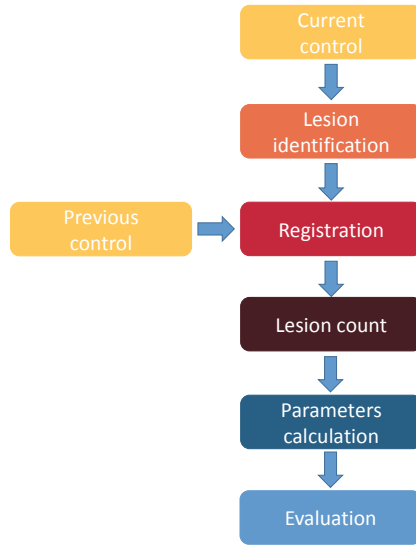 Current
control
Lesion
identification
Previous
control
Registration
Lesion count
Parameters
calculation
Evaluation